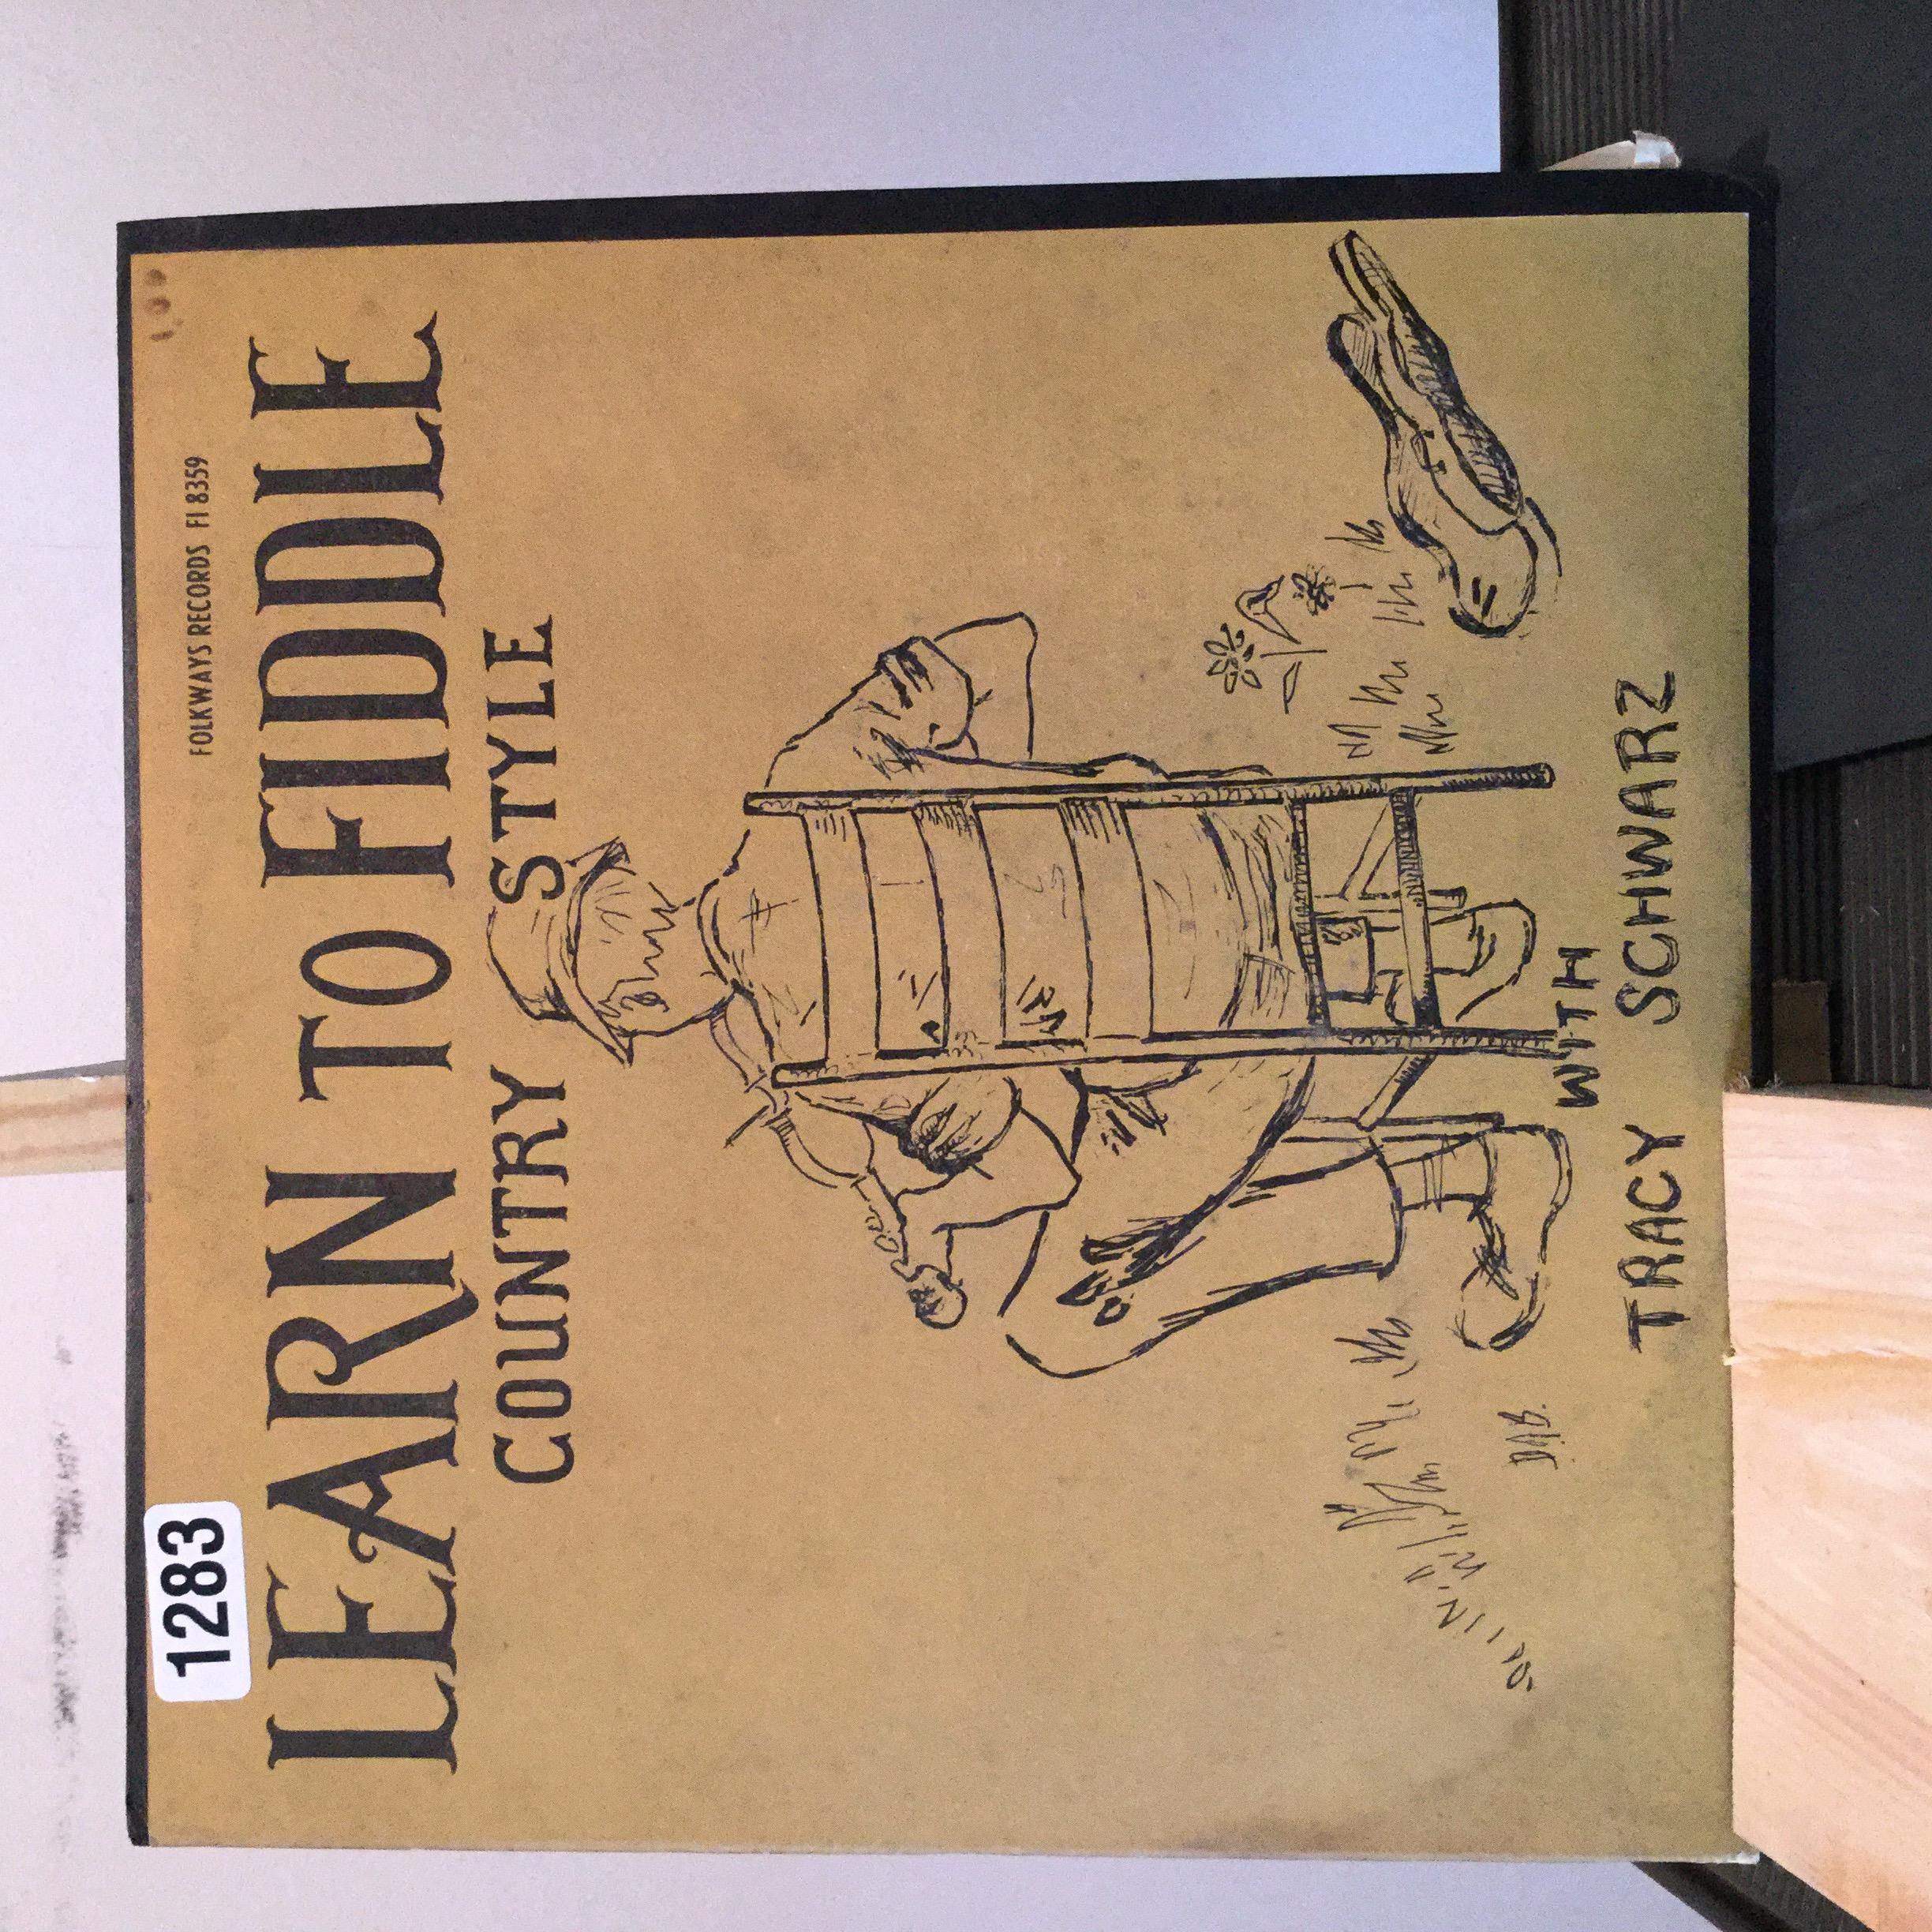 1283
FOLKWAYS RECORDS FI 8359
LEARN TO FIDDLE
COUNTRY STYLE
WITH
TRACY SCHWARZ